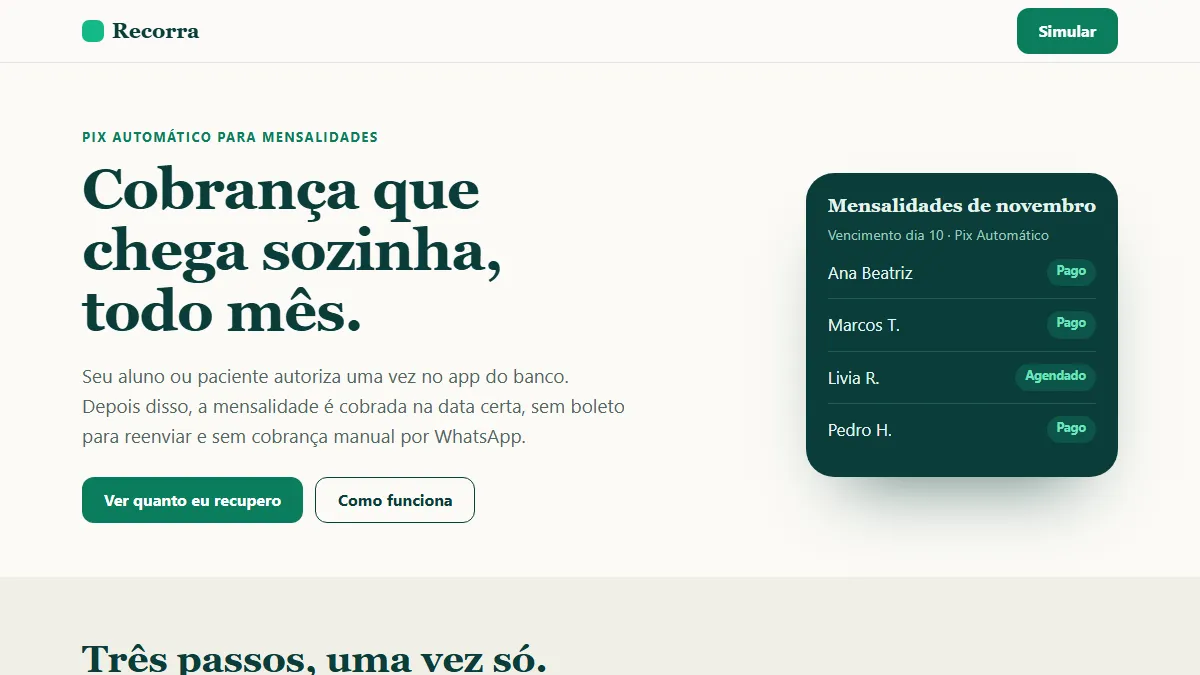 Recorra
Simular
PIX AUTOMÁTICO PARA MENSALIDADES
Cobrança que
chega sozinha,
todo mês.
Seu aluno ou paciente autoriza uma vez no app do banco.
Depois disso, a mensalidade é cobrada na data certa, sem boleto
para reenviar e sem cobrança manual por WhatsApp.
Ver quanto eu recupero
Como funciona
Mensalidades de novembro
Vencimento dia 10 · Pix Automático
Ana Beatriz
Pago
Marcos T.
Pago
Livia R.
Agendado
Pedro H.
Pago
Três passos, uma vez só.